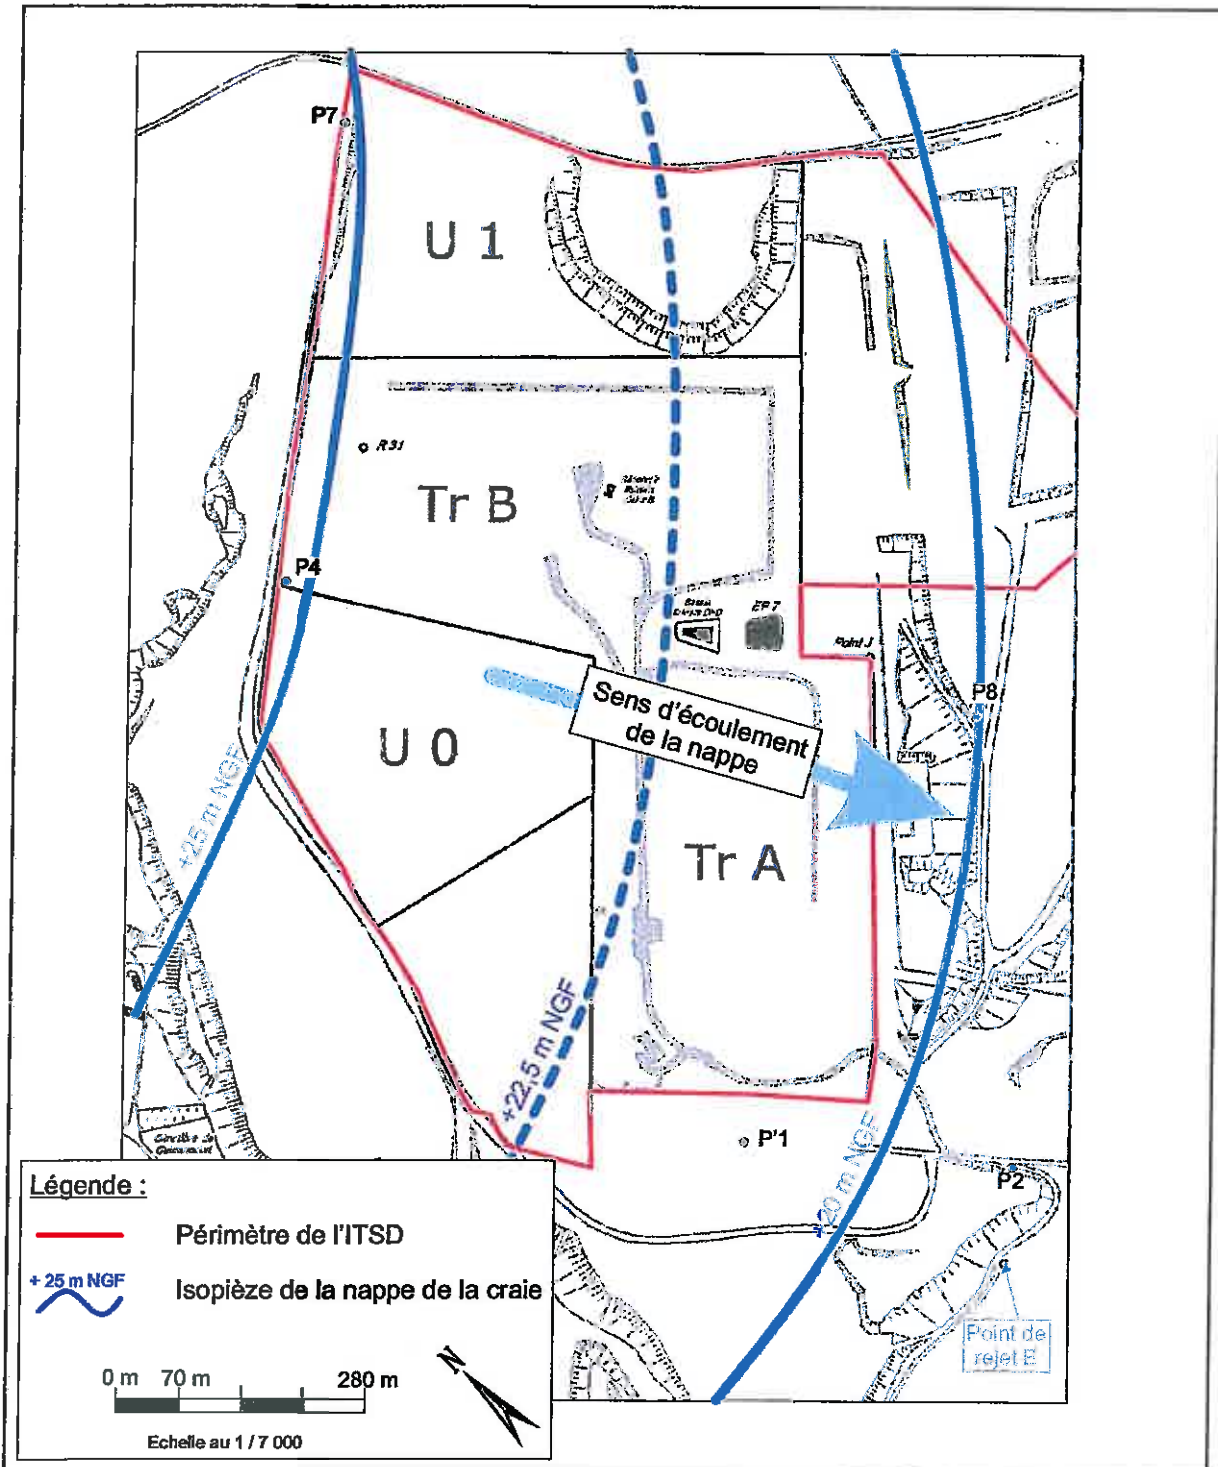 P7
U 1
R31
Tr B
P4
EP 7
Point J
P8
Sens d'écoulement
de la nappe
U 0
+25 m NGF
Tr A
+22,5 m NGF
P'1
+20 m NGF
P2
Point de
rejet E
Légende :
Périmètre de l'ITSD
+ 25 m NGF
Isopièze de la nappe de la craie
N
0 m 70 m 280 m
Echelle au 1 / 7 000